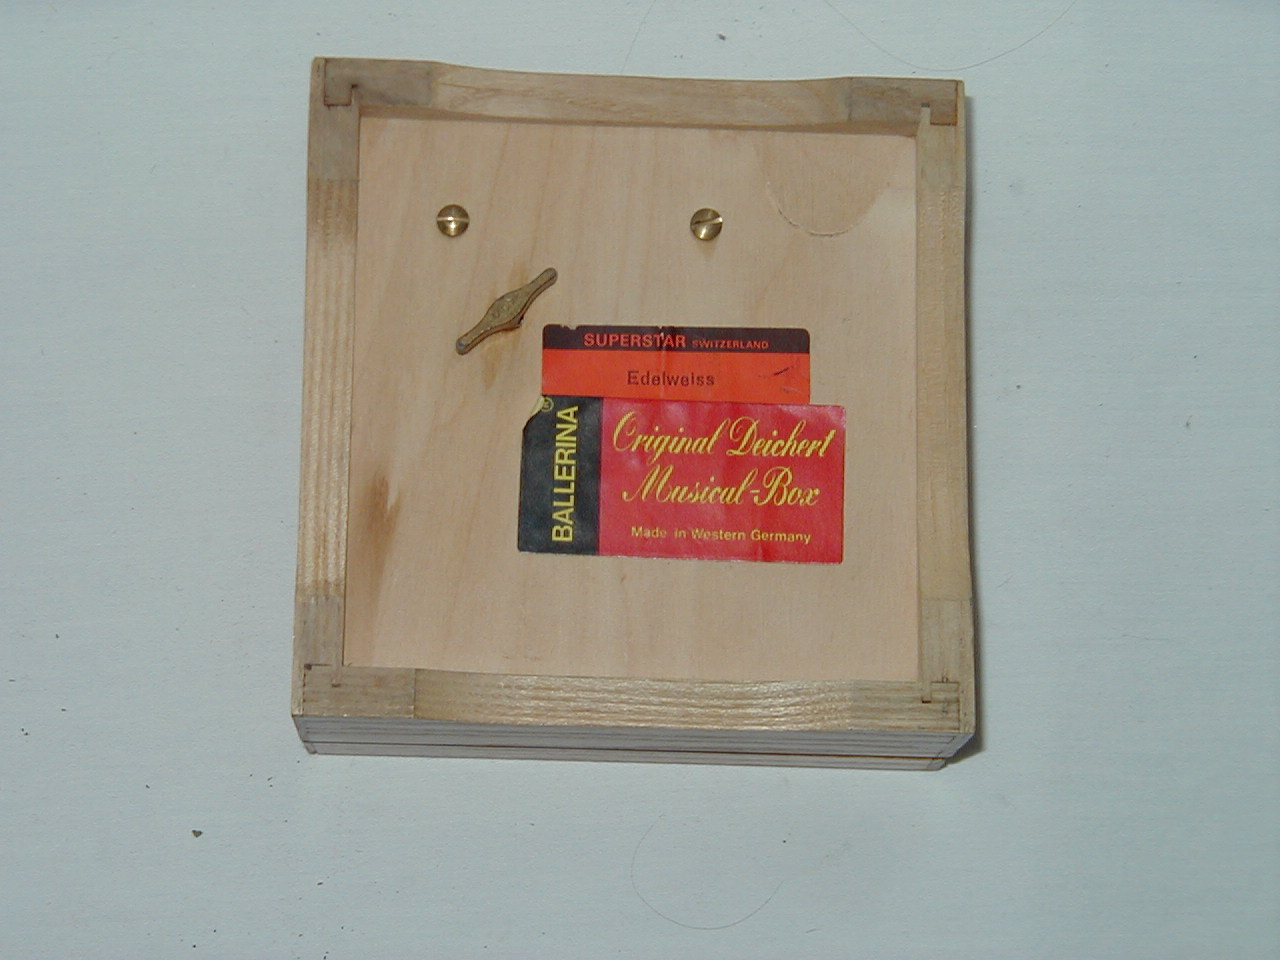 SUPERSTAR SWITZERLAND
Edelweiss
BALLERINA ®
Original Deichert
Musical-Box
Made in Western Germany